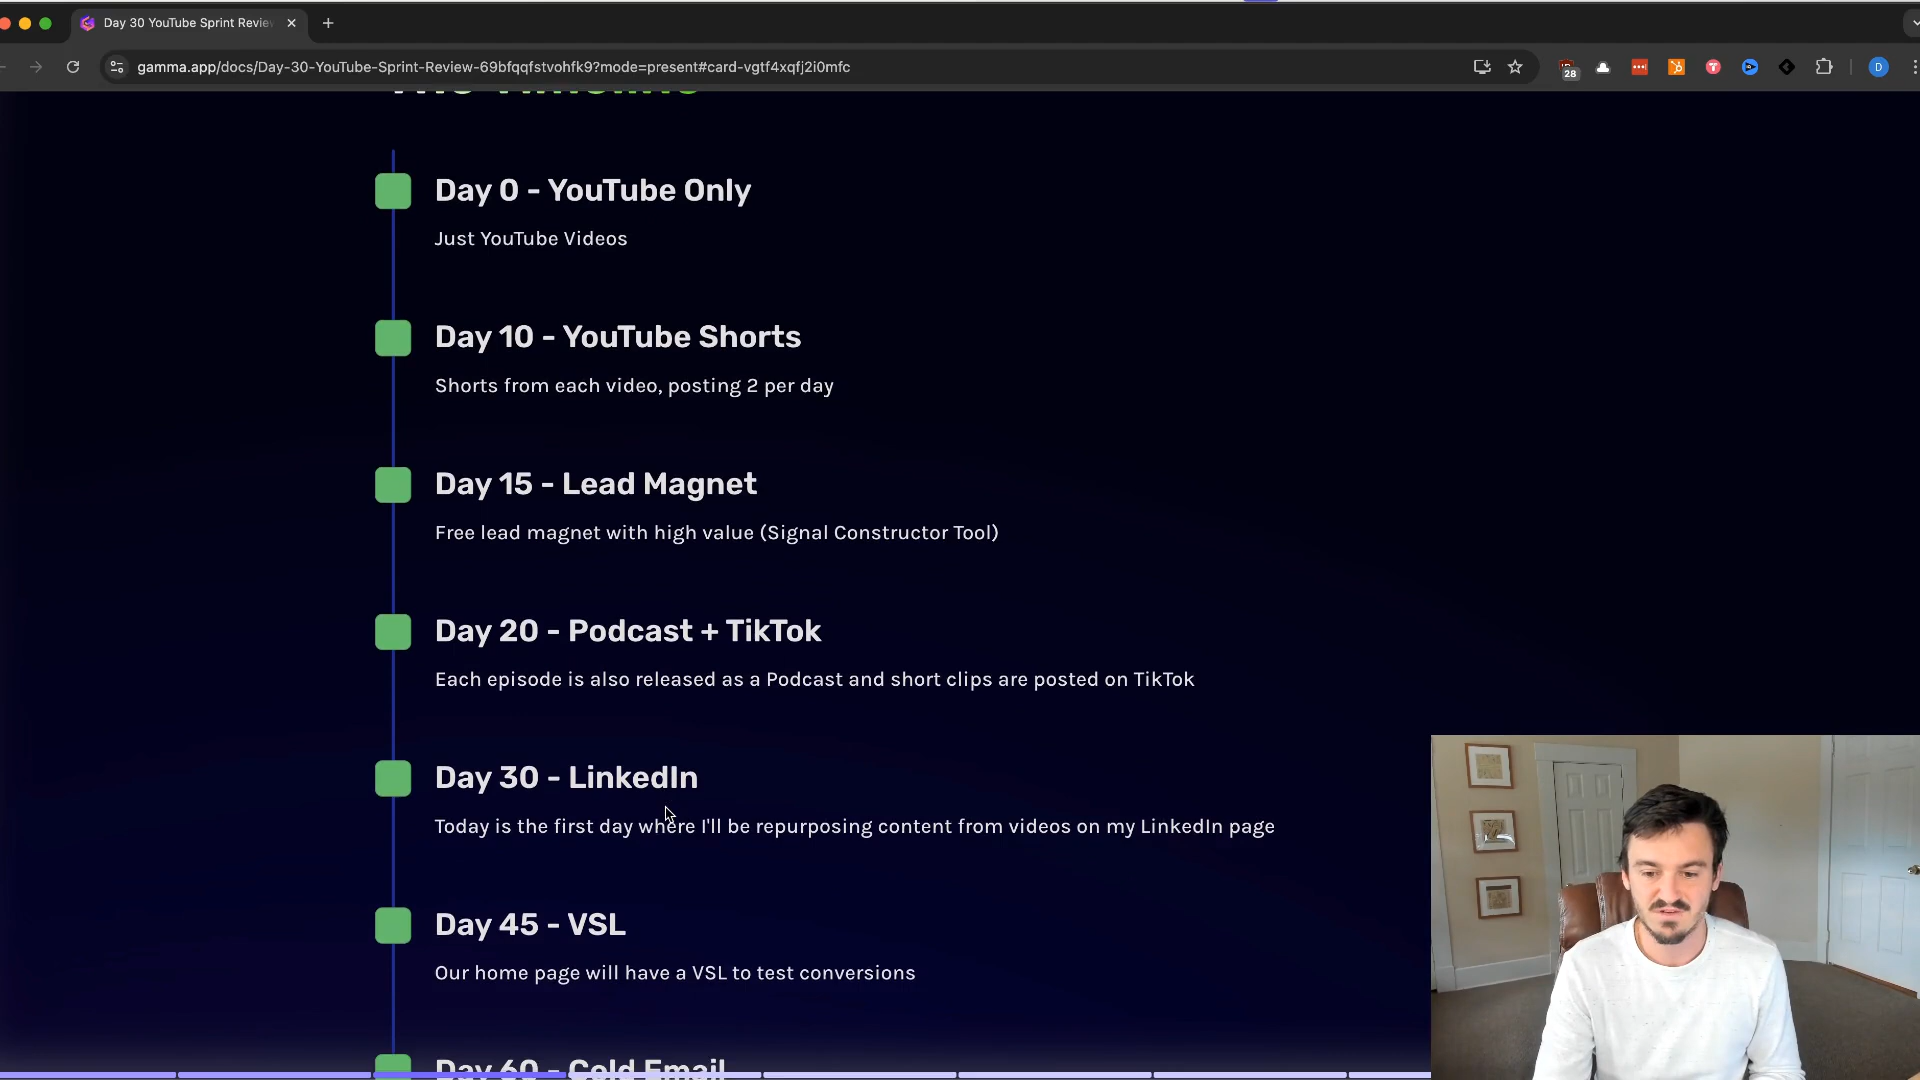 Day 30 YouTube Sprint Revie
gamma.app/docs/Day-30-YouTube-Sprint-Review-69bfqqfstvohfk9?mode=present#card-vgtf4xqfj2i0mfc
28
D
The Timeline
Day 0 - YouTube Only
Just YouTube Videos
Day 10 - YouTube Shorts
Shorts from each video, posting 2 per day
Day 15 - Lead Magnet
Free lead magnet with high value (Signal Constructor Tool)
Day 20 - Podcast + TikTok
Each episode is also released as a Podcast and short clips are posted on TikTok
Day 30 - LinkedIn
Today is the first day where I'll be repurposing content from videos on my LinkedIn page
Day 45 - VSL
Our home page will have a VSL to test conversions
Day 60 - Cold Email